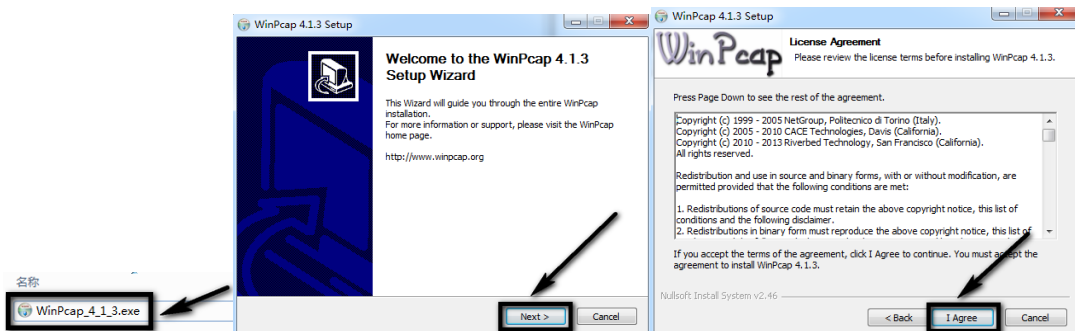 名称
WinPcap_4_1_3.exe
WinPcap 4.1.3 Setup
Welcome to the WinPcap 4.1.3
Setup Wizard
This Wizard will guide you through the entire WinPcap
installation.
For more information or support, please visit the WinPcap
home page.
http://www.winpcap.org
Next >
Cancel
WinPcap 4.1.3 Setup
WinPcap
License Agreement
Please review the license terms before installing WinPcap 4.1.3.
Press Page Down to see the rest of the agreement.
Copyright (c) 1999 - 2005 NetGroup, Politecnico di Torino (Italy).
Copyright (c) 2005 - 2010 CACE Technologies, Davis (California).
Copyright (c) 2010 - 2013 Riverbed Technology, San Francisco (California).
All rights reserved.
Redistribution and use in source and binary forms, with or without modification, are
permitted provided that the following conditions are met:
1. Redistributions of source code must retain the above copyright notice, this list of
conditions and the following disclaimer.
2. Redistributions in binary form must reproduce the above copyright notice, this list of
If you accept the terms of the agreement, click I Agree to continue. You must accept the
agreement to install WinPcap 4.1.3.
Nullsoft Install System v2.46
< Back
I Agree
Cancel